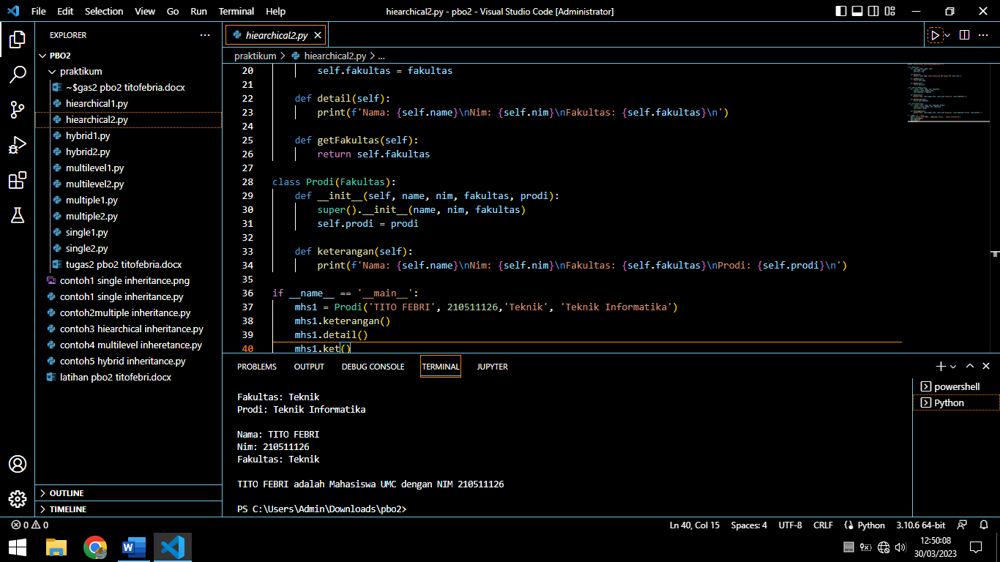 File Edit Selection View Go Run Terminal Help
hiearchical2.py - pbo2 - Visual Studio Code [Administrator]
EXPLORER
PBO2
praktikum
~$gas2 pbo2 titofebria.docx
hiearchical1.py
hiearchical2.py
hybrid1.py
hybrid2.py
multilevel1.py
multilevel2.py
multiple1.py
multiple2.py
single1.py
single2.py
tugas2 pbo2 titofebria.docx
contoh1 single inheritance.png
contoh1 single inheritance.py
contoh2multiple inheritance.py
contoh3 hiearchical inheritance.py
contoh4 multilevel inheretance.py
contoh5 hybrid inheritance.py
latihan pbo2 titofebri.docx
OUTLINE
TIMELINE
hiearchical2.py
praktikum > hiearchical2.py > ...
20 self.fakultas = fakultas
21
22 def detail(self):
23 print(f'Nama: {self.name}\nNim: {self.nim}\nFakultas: {self.fakultas}\n')
24
25 def getFakultas(self):
26 return self.fakultas
27
28 class Prodi(Fakultas):
29 def __init__(self, name, nim, fakultas, prodi):
30 super().__init__(name, nim, fakultas)
31 self.prodi = prodi
32
33 def keterangan(self):
34 print(f'Nama: {self.name}\nNim: {self.nim}\nFakultas: {self.fakultas}\nProdi: {self.prodi}\n')
35
36 if __name__ == '__main__':
37 mhs1 = Prodi('TITO FEBRI', 210511126,'Teknik', 'Teknik Informatika')
38 mhs1.keterangan()
39 mhs1.detail()
40 mhs1.ket()
PROBLEMS OUTPUT DEBUG CONSOLE TERMINAL JUPYTER
Fakultas: Teknik
Prodi: Teknik Informatika
Nama: TITO FEBRI
Nim: 210511126
Fakultas: Teknik
TITO FEBRI adalah Mahasiswa UMC dengan NIM 210511126
PS C:\Users\Admin\Downloads\pbo2>
powershell
Python
0 0
Ln 40, Col 15 Spaces: 4 UTF-8 CRLF Python 3.10.6 64-bit
12:50:08
30/03/2023